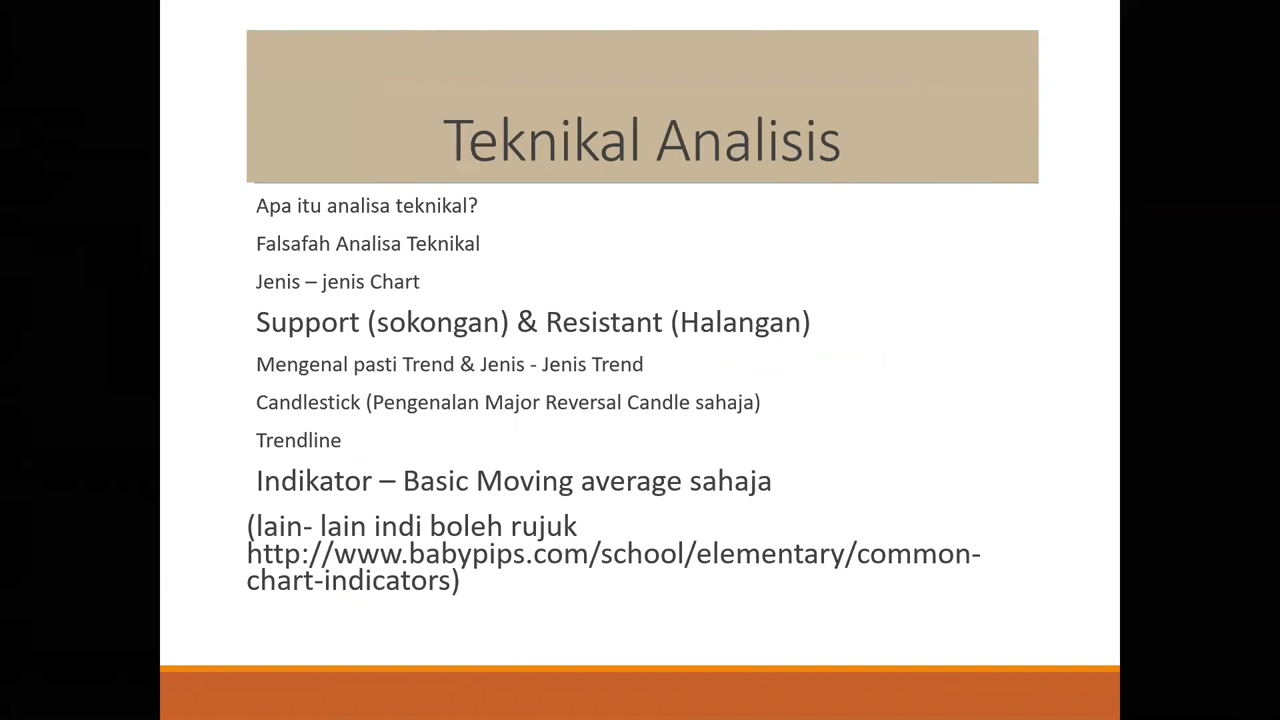 Teknikal Analisis
Apa itu analisa teknikal?
Falsafah Analisa Teknikal
Jenis – jenis Chart
Support (sokongan) & Resistant (Halangan)
Mengenal pasti Trend & Jenis - Jenis Trend
Candlestick (Pengenalan Major Reversal Candle sahaja)
Trendline
Indikator – Basic Moving average sahaja
(lain- lain indi boleh rujuk
http://www.babypips.com/school/elementary/common-
chart-indicators)